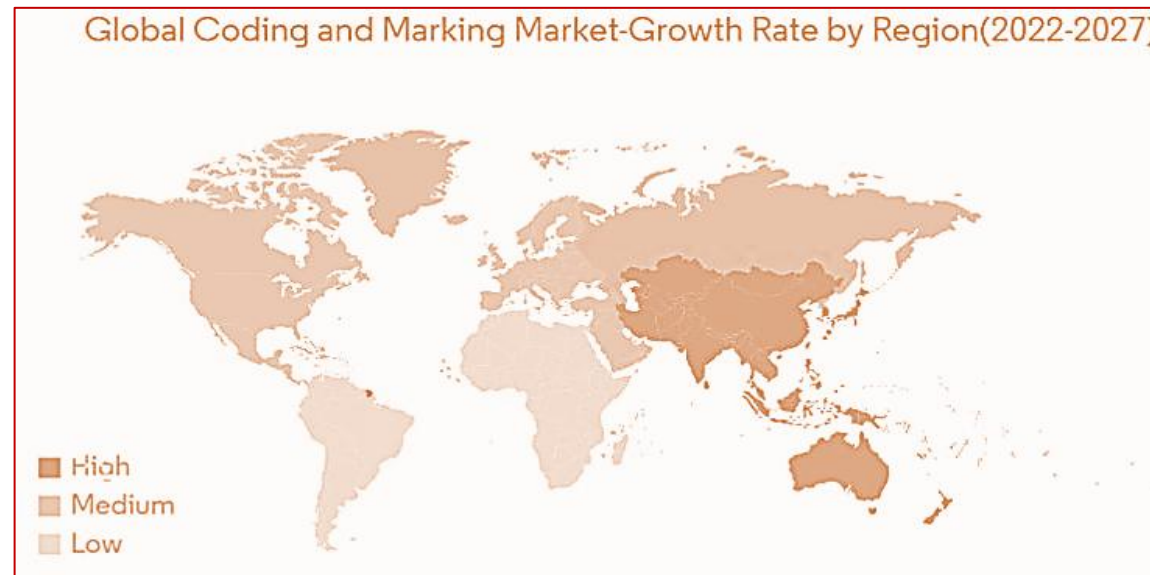 Global Coding and Marking Market-Growth Rate by Region(2022-2027)
High
Medium
Low